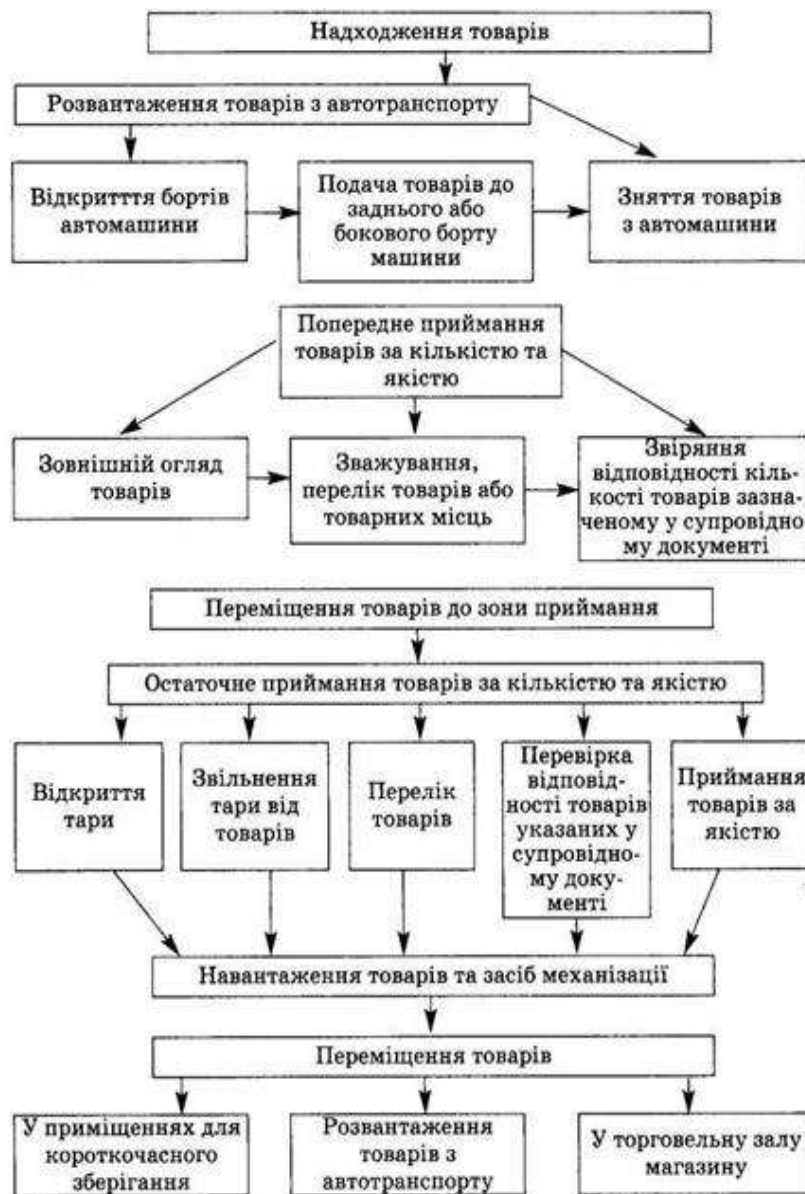 Надходження товарів
Розвантаження товарів з автотранспорту
Відкритття бортів
автомашини
Подача товарів до
заднього або
бокового борту
машини
Зняття товарів
з автомашини
Попереднє приймання
товарів за кількістю та
якістю
Зовнішній огляд
товарів
Зважування,
перелік товарів або
товарних місць
Звіряння
відповідності кіль-
кості товарів зазна-
ченому у супровідно
му документі
Переміщення товарів до зони приймання
Остаточне приймання товарів за кількістю та якістю
Відкриття
тари
Звільнення
тари від
товарів
Перелік
товарів
Перевірка
відповід-
ності товарів
указаних у
супровідно-
му доку-
менті
Приймання
товарів за
якістю
Навантаження товарів та засіб механізації
Переміщення товарів
У приміщеннях для
короткочасного
зберігання
Розвантаження
товарів з
автотранспорту
У торговельну залу
магазину